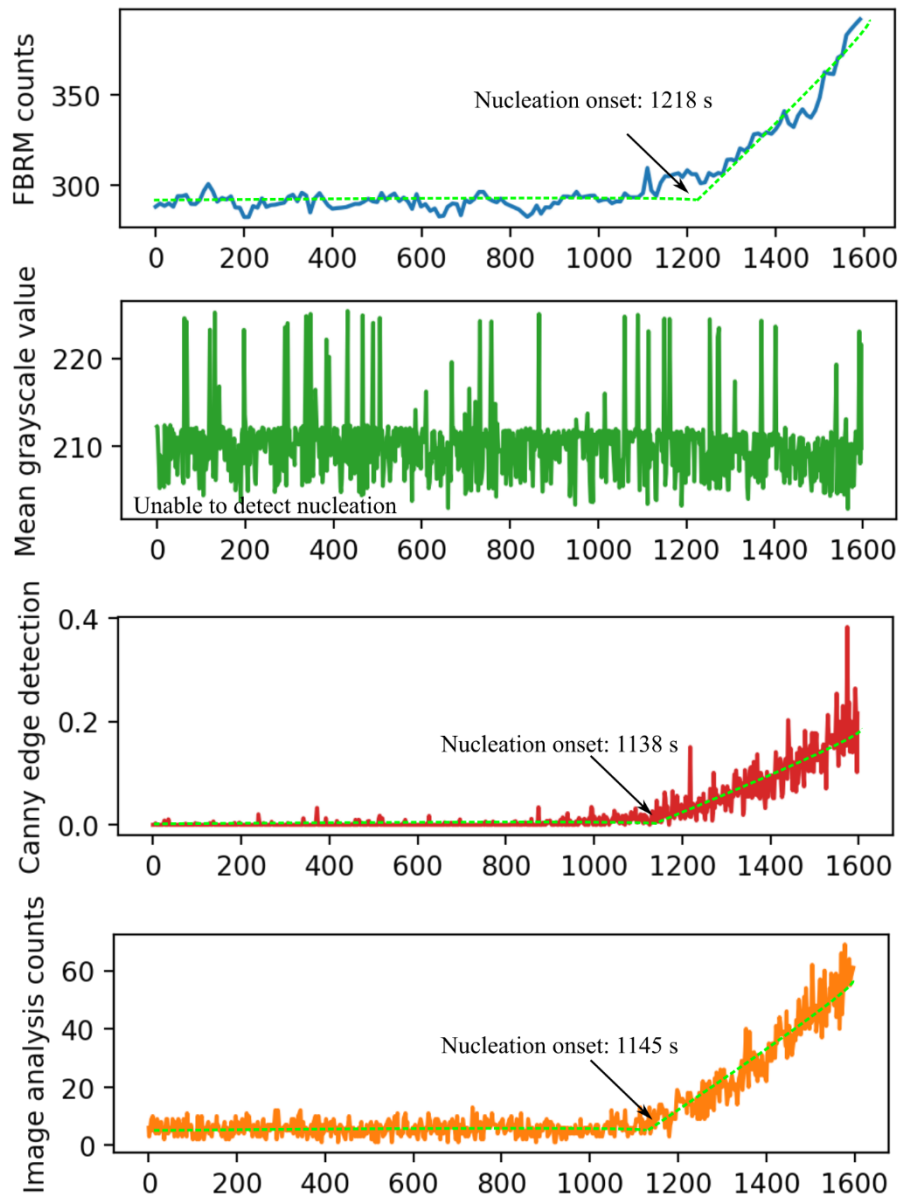 FBRM counts
350
300
Nucleation onset: 1218 s
0 200 400 600 800 1000 1200 1400 1600
Mean grayscale value
220
210
Unable to detect nucleation
0 200 400 600 800 1000 1200 1400 1600
Canny edge detection
0.4
0.2
0.0
Nucleation onset: 1138 s
0 200 400 600 800 1000 1200 1400 1600
Image analysis counts
60
40
20
0
Nucleation onset: 1145 s
0 200 400 600 800 1000 1200 1400 1600